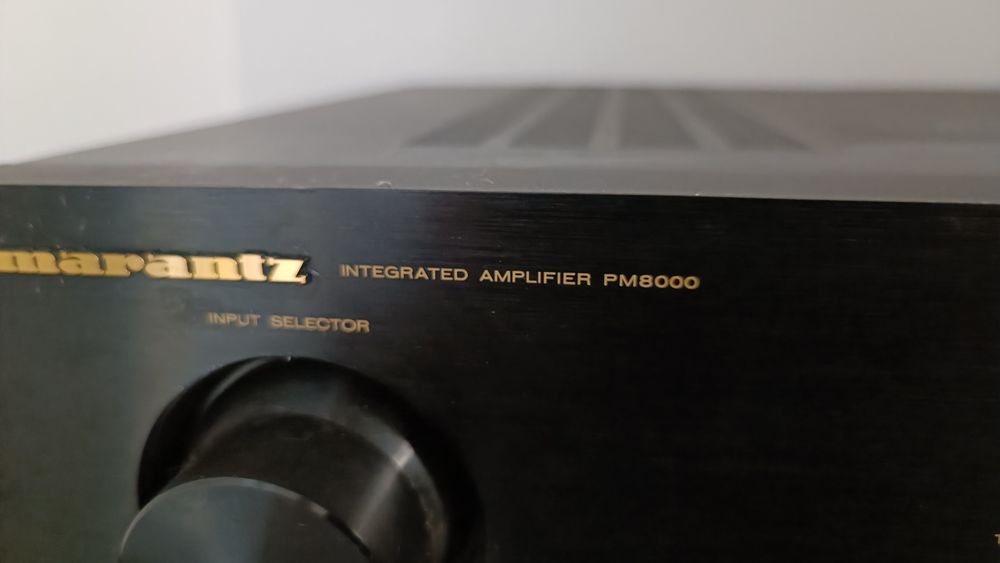 marantz INTEGRATED AMPLIFIER PM8000
INPUT SELECTOR